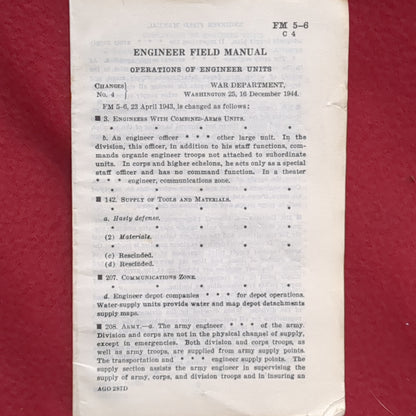 FM 5-6
C 4
ENGINEER FIELD MANUAL
OPERATIONS OF ENGINEER UNITS
CHANGES } WAR DEPARTMENT,
No. 4 } WASHINGTON 25, 16 December 1944.
FM 5-6, 23 April 1943, is changed as follows:
■ 3. ENGINEERS WITH COMBINED-ARMS UNITS.
* * * * *
b. An engineer officer * * * other large unit. In the
division, this officer, in addition to his staff functions, com-
mands organic engineer troops not attached to subordinate
units. In corps and higher echelons, he acts only as a special
staff officer and has no command function. In a theater
* * * engineer, communications zone.
* * * * *
■ 142. SUPPLY OF TOOLS AND MATERIALS.
* * * * *
a. Hasty defense.
* * * * *
(2) Materials.
* * * * *
(c) Rescinded.
(d) Rescinded.
■ 207. COMMUNICATIONS ZONE.
* * * * *
d. Engineer depot companies * * * for depot operations.
Water-supply units provide water and map depot detachments
supply maps.
■ 208. ARMY.—a. The army engineer * * * of the army.
Division and corps are not in the physical channel of supply,
except in emergencies. Both division and corps troops, as
well as army troops, are supplied from army supply points.
The transportation and * * * engineer supply points. The
supply section assists the army engineer in supervising the
supply of army, corps, and division troops and in insuring an
AGO 287D